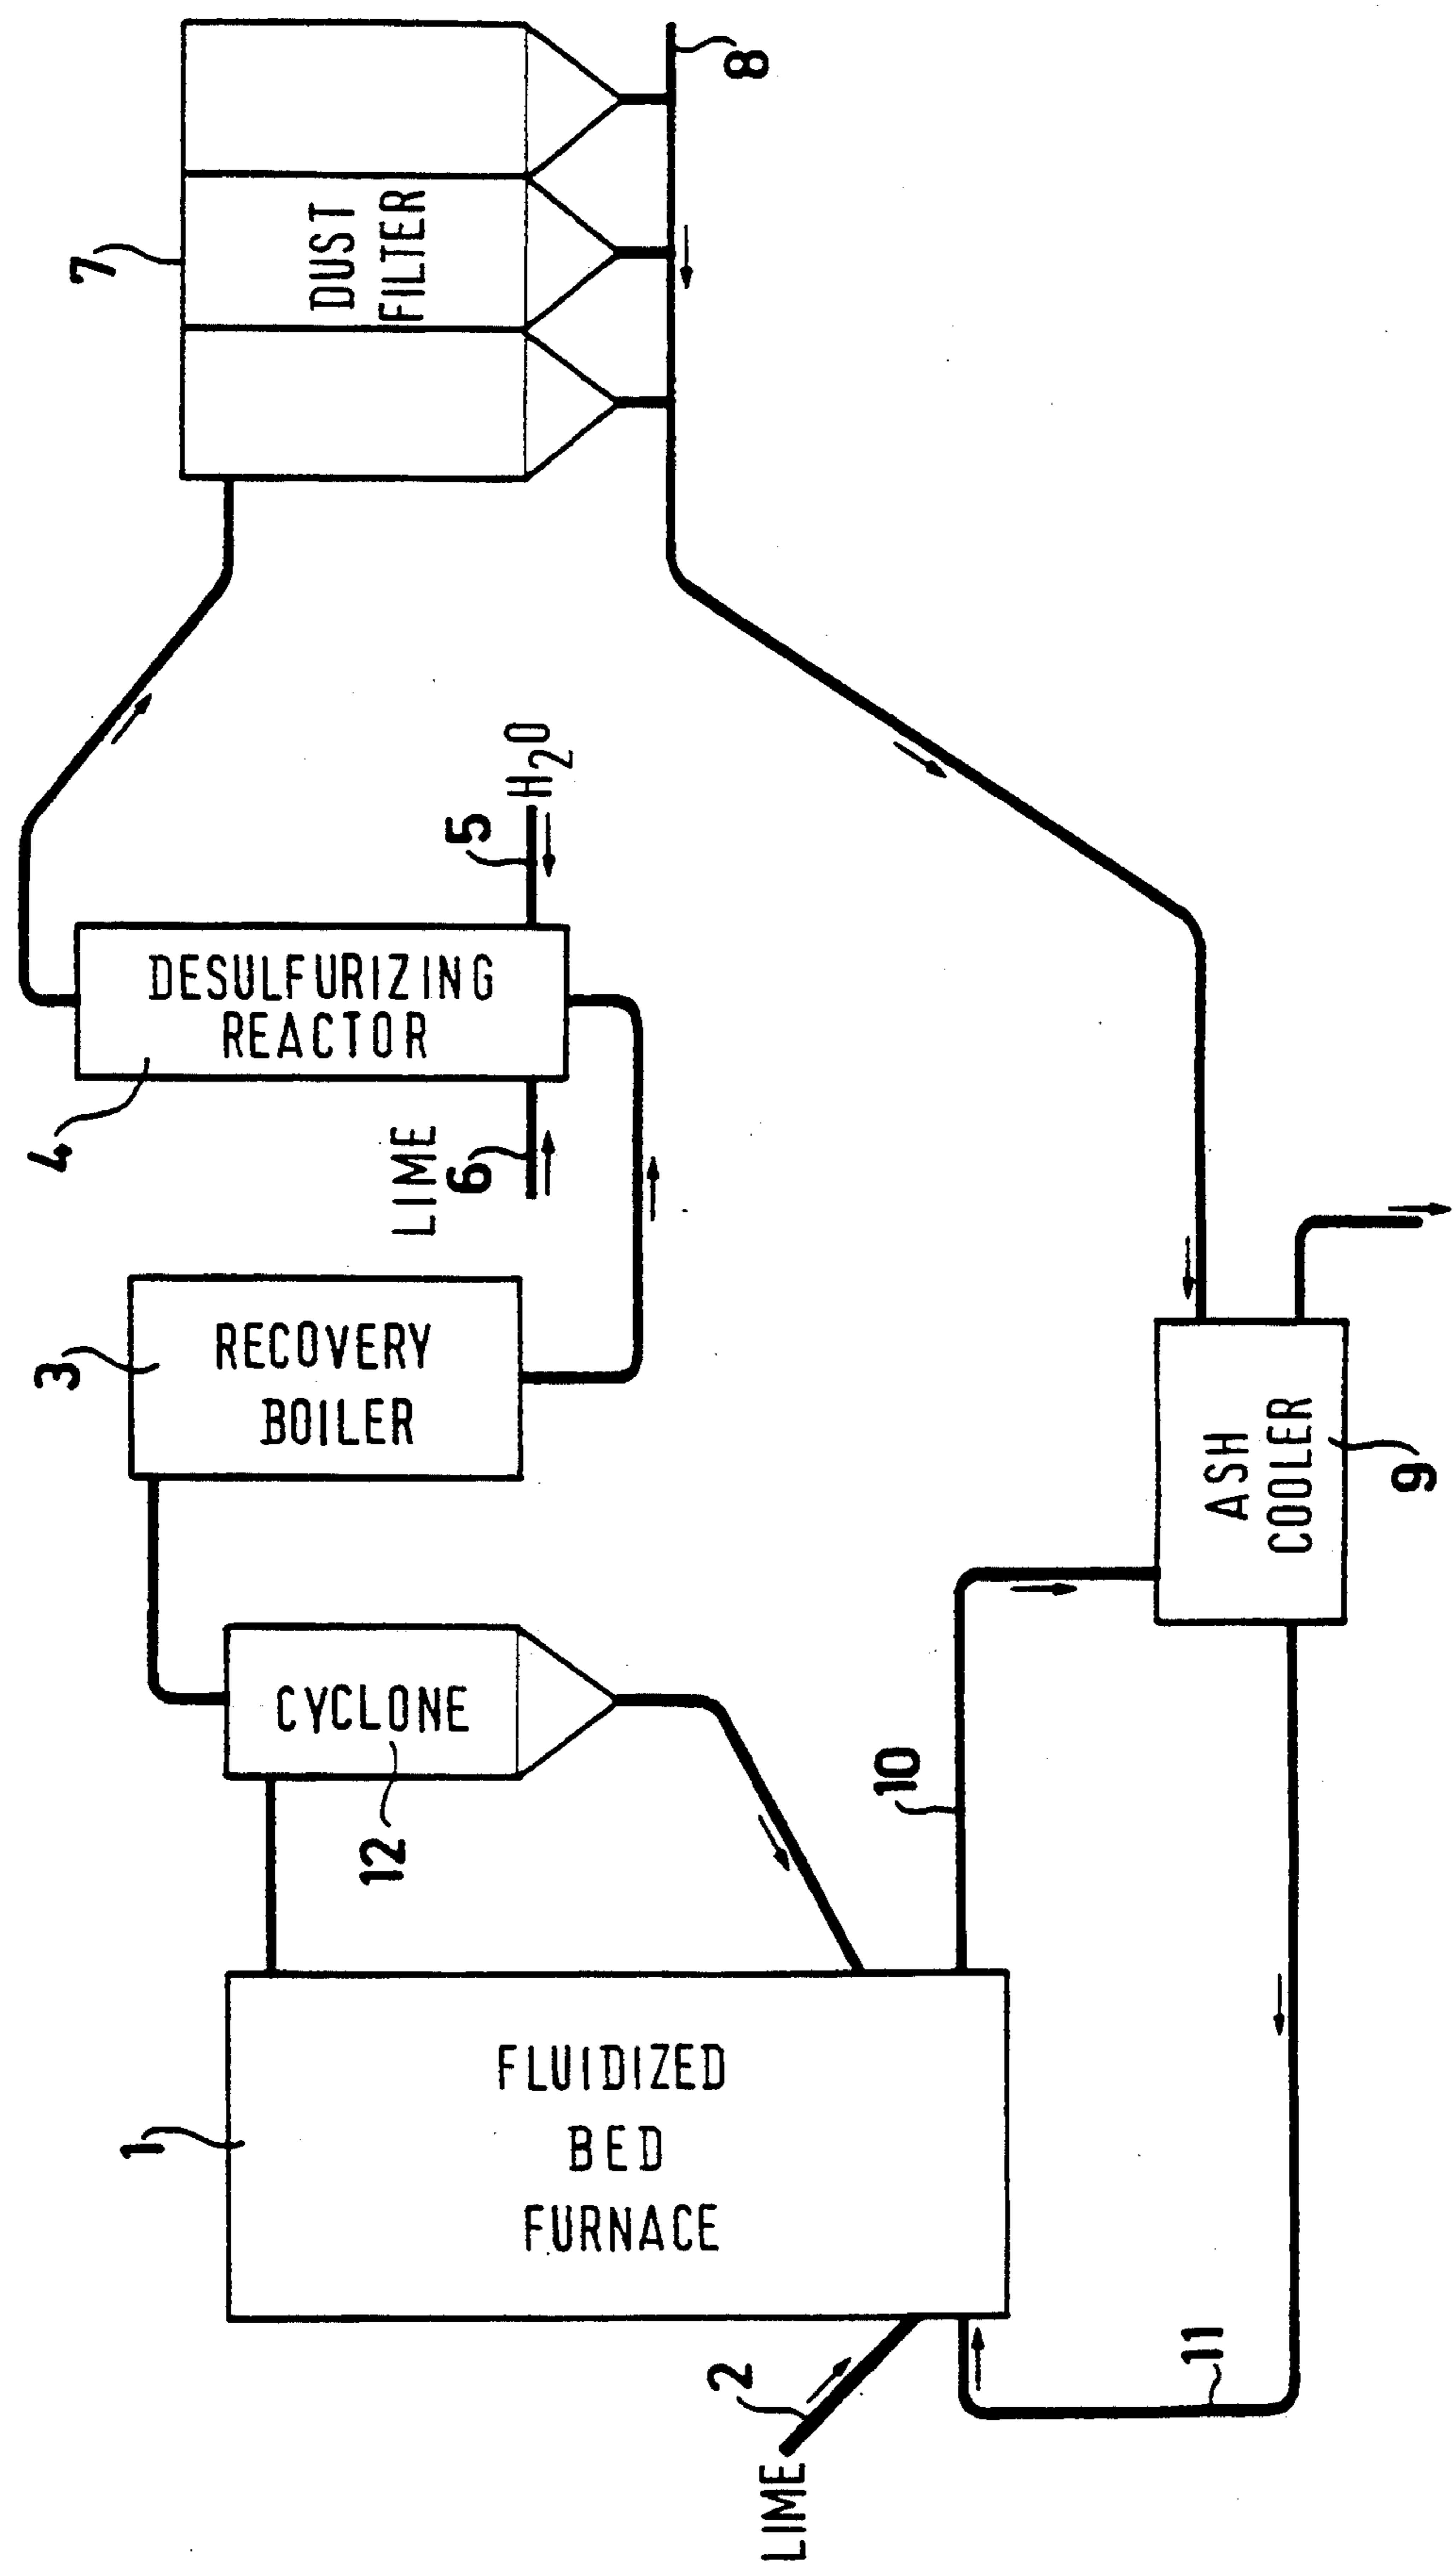 1
FLUIDIZED
BED
FURNACE
LIME
2
11
10
CYCLONE
12
3
RECOVERY
BOILER
4
DESULFURIZING
REACTOR
LIME
6
5
H2O
7
DUST
FILTER
8
ASH
COOLER
9